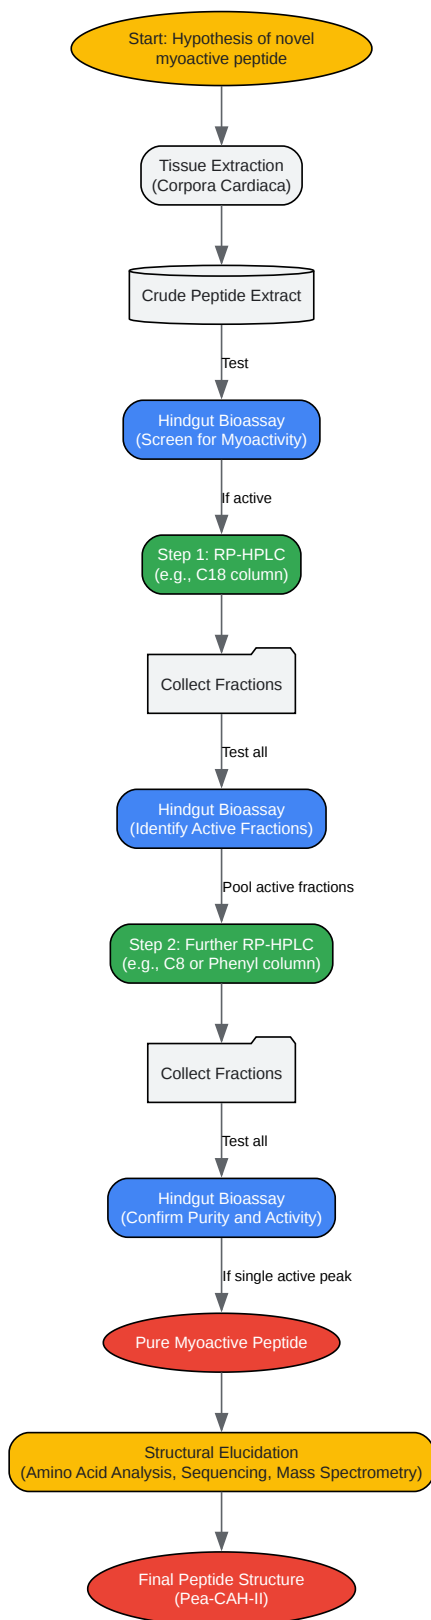 Start: Hypothesis of novel
myoactive peptide
Tissue Extraction
(Corpora Cardiaca)
Crude Peptide Extract
Test
Hindgut Bioassay
(Screen for Myoactivity)
If active
Step 1: RP-HPLC
(e.g., C18 column)
Collect Fractions
Test all
Hindgut Bioassay
(Identify Active Fractions)
Pool active fractions
Step 2: Further RP-HPLC
(e.g., C8 or Phenyl column)
Collect Fractions
Test all
Hindgut Bioassay
(Confirm Purity and Activity)
If single active peak
Pure Myoactive Peptide
Structural Elucidation
(Amino Acid Analysis, Sequencing, Mass Spectrometry)
Final Peptide Structure
(Pea-CAH-II)